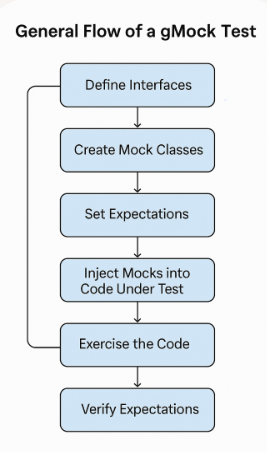 General Flow of a gMock Test
Define Interfaces
Create Mock Classes
Set Expectations
Inject Mocks into
Code Under Test
Exercise the Code
Verify Expectations